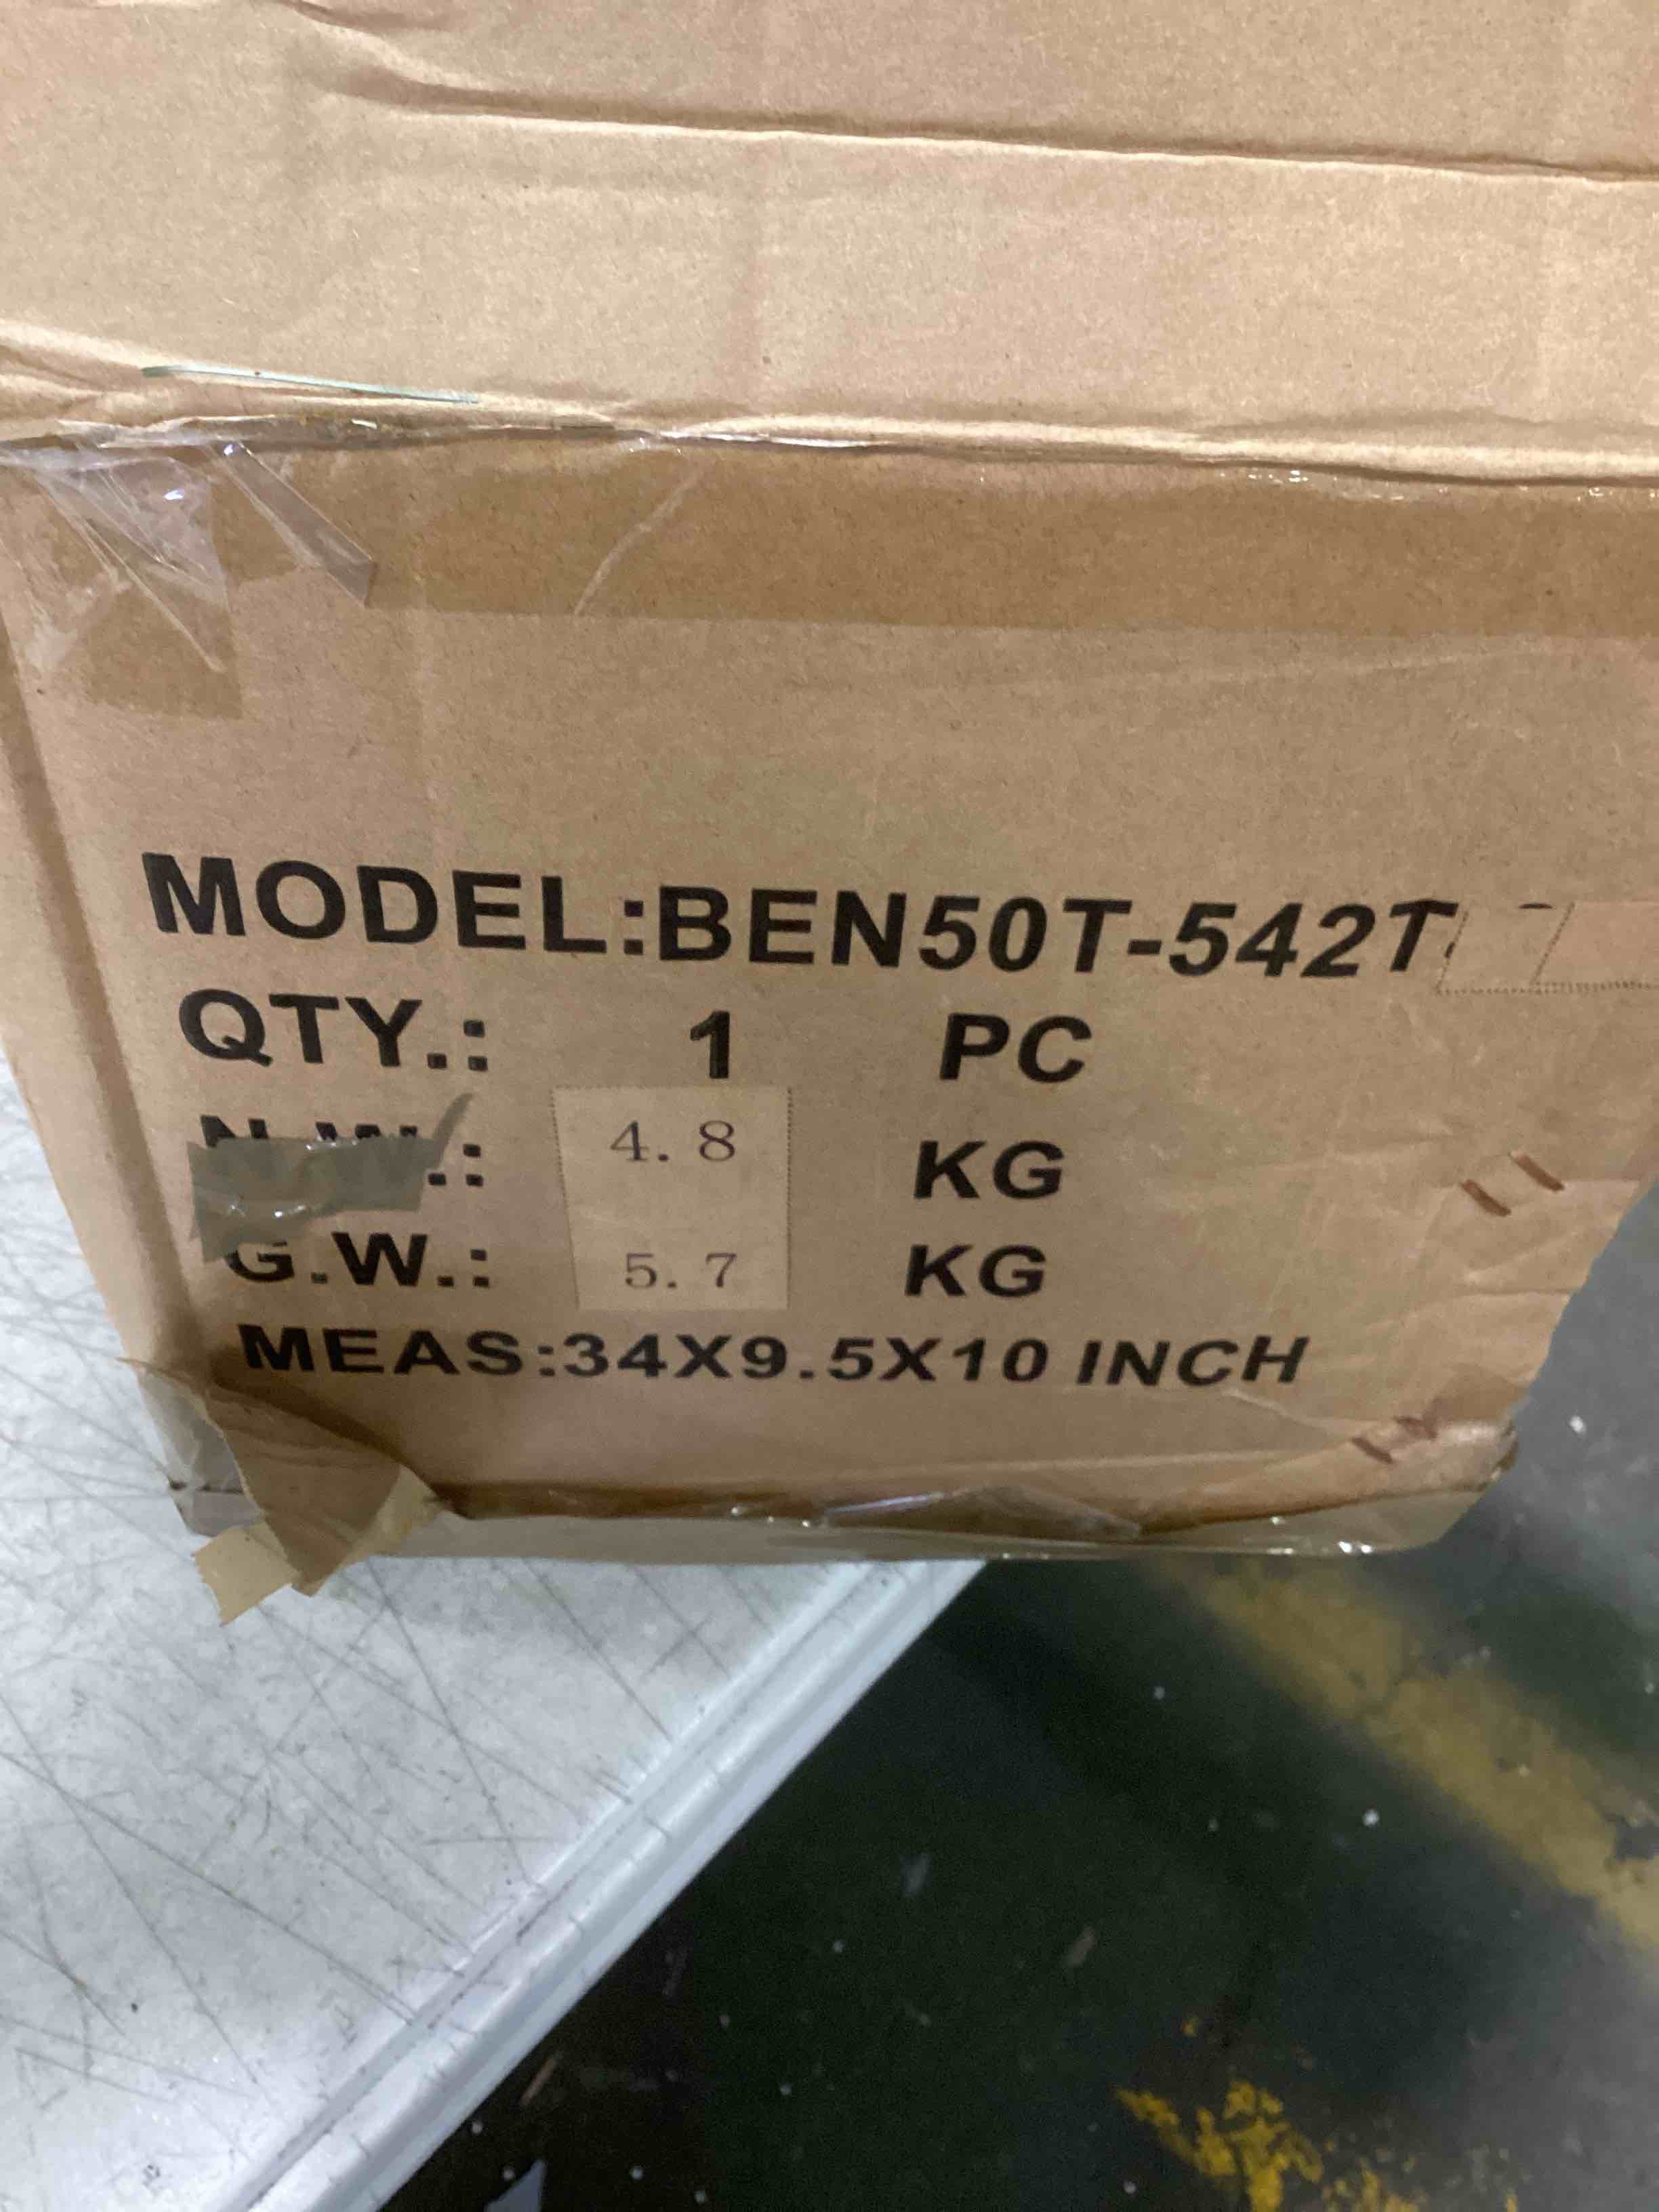 MODEL:BEN50T-542T
QTY.: 1 PC
N.W.: 4.8 KG
G.W.: 5.7 KG
MEAS:34X9.5X10 INCH